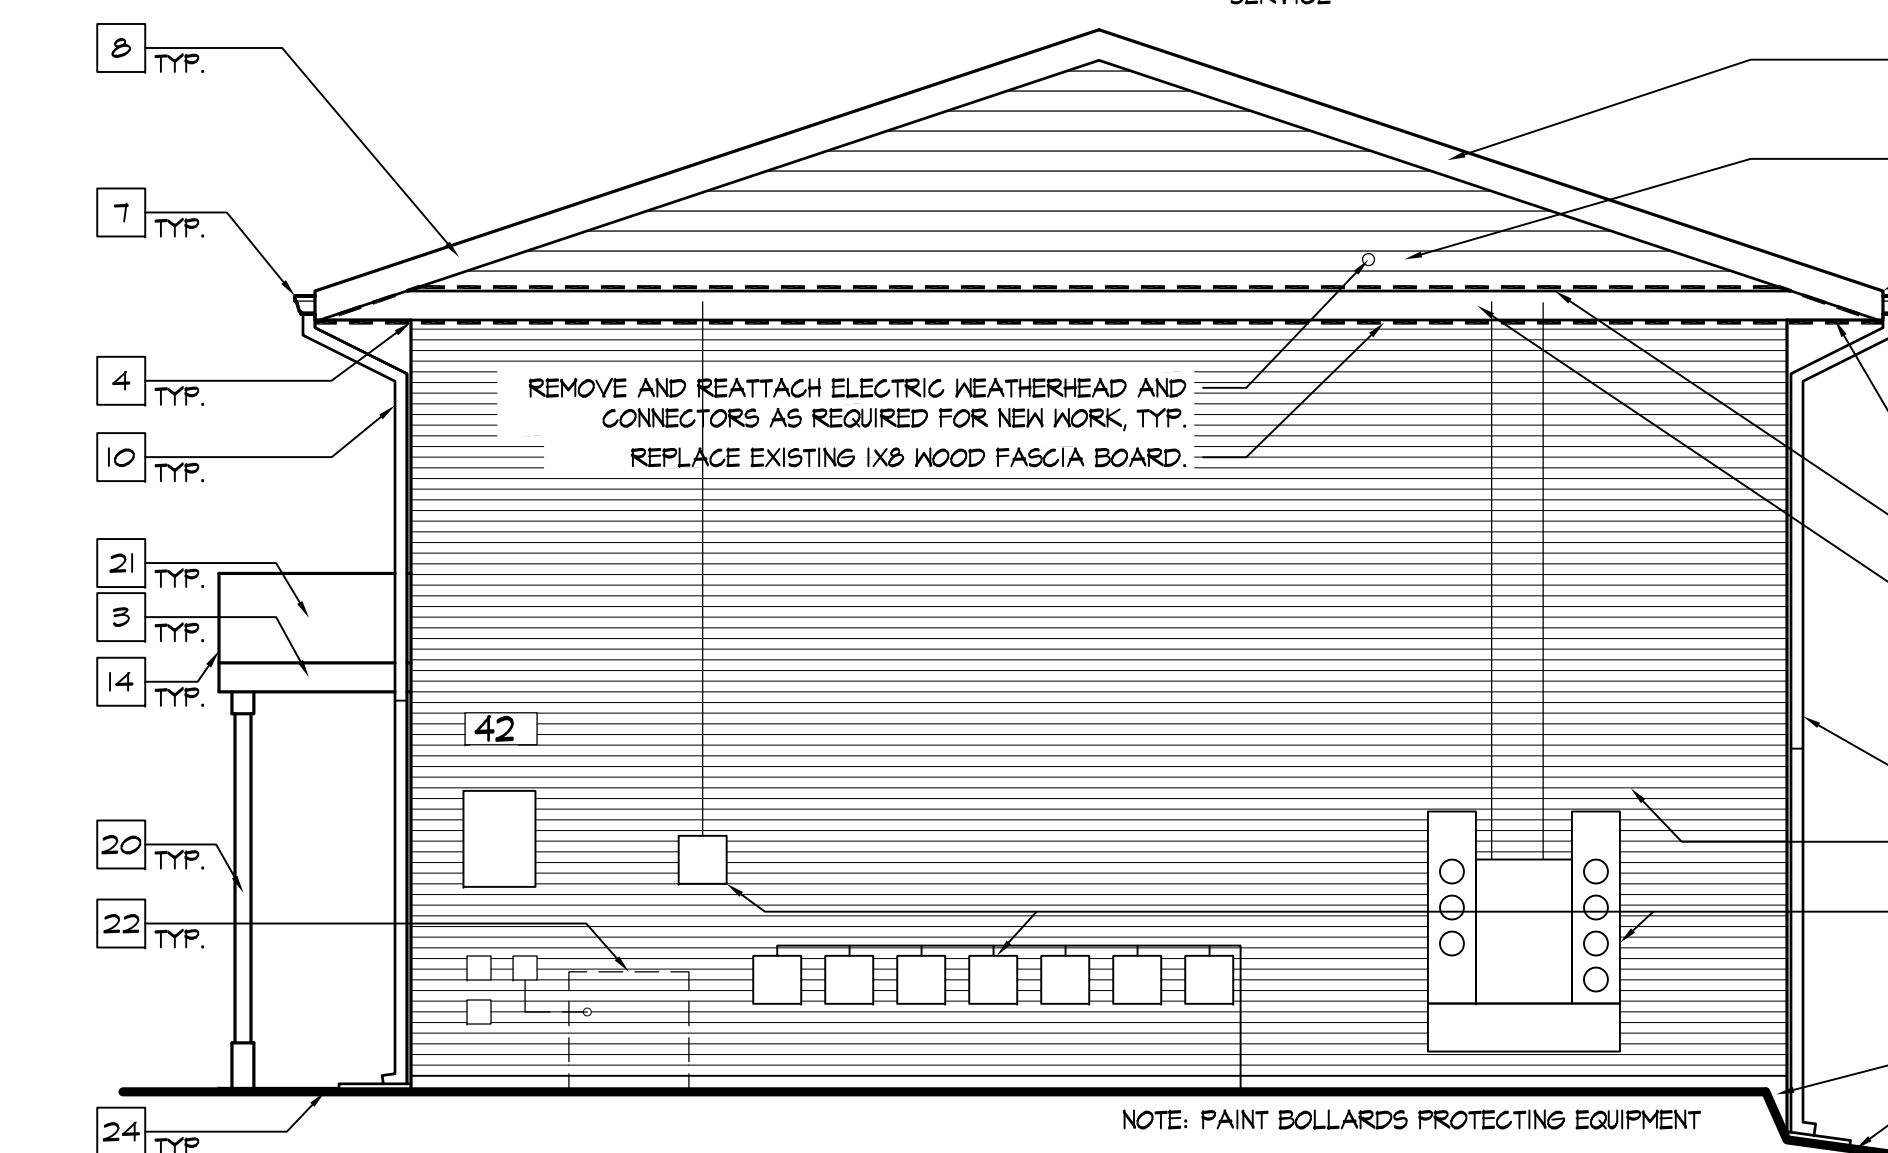 SERVICE
8
TYP.
7
TYP.
4
TYP.
REMOVE AND REATTACH ELECTRIC WEATHERHEAD AND
CONNECTORS AS REQUIRED FOR NEW WORK, TYP.
10
TYP.
REPLACE EXISTING 1X8 WOOD FASCIA BOARD.
21
TYP.
3
TYP.
14
TYP.
42
20
TYP.
22
TYP.
24
TYP
NOTE: PAINT BOLLARDS PROTECTING EQUIPMENT